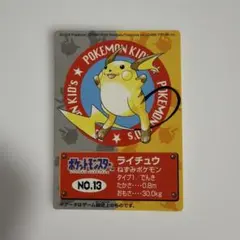 POKEMON KID'S
POKEMON KID'S
ポケットモンスター
NO.13
ライチュウ
ねずみポケモン
タイプ1/でんき
たかさ……0.8m
おもさ……30.0kg